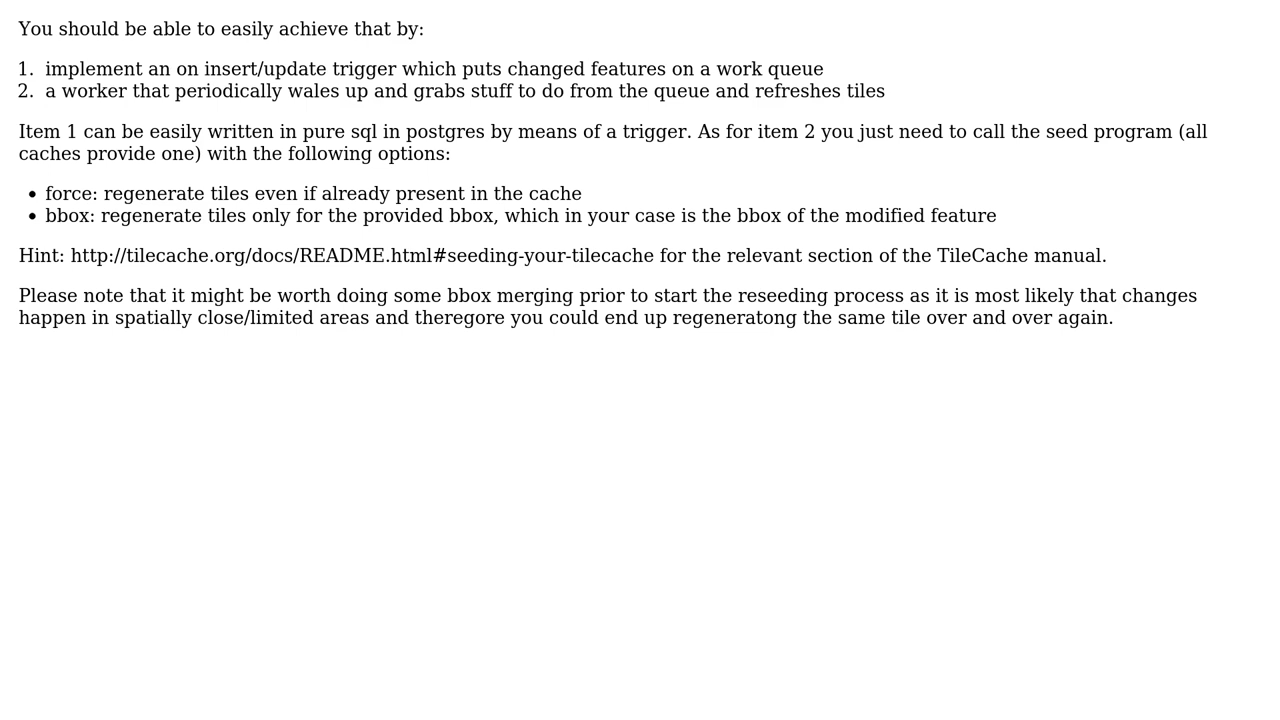 You should be able to easily achieve that by:
1. implement an on insert/update trigger which puts changed features on a work queue
2. a worker that periodically wales up and grabs stuff to do from the queue and refreshes tiles
Item 1 can be easily written in pure sql in postgres by means of a trigger. As for item 2 you just need to call the seed program (all
caches provide one) with the following options:
• force: regenerate tiles even if already present in the cache
• bbox: regenerate tiles only for the provided bbox, which in your case is the bbox of the modified feature
Hint: http://tilecache.org/docs/README.html#seeding-your-tilecache for the relevant section of the TileCache manual.
Please note that it might be worth doing some bbox merging prior to start the reseeding process as it is most likely that changes
happen in spatially close/limited areas and theregore you could end up regeneratong the same tile over and over again.